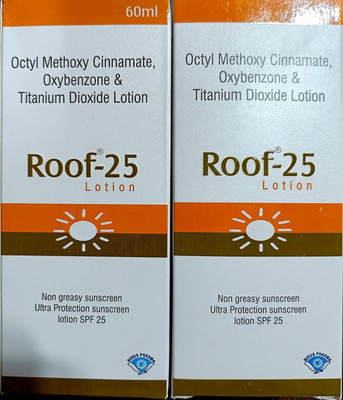 60ml
Octyl Methoxy Cinnamate,
Oxybenzone &
Titanium Dioxide Lotion
Roof®-25
Lotion
Non greasy sunscreen
Ultra Protection sunscreen
lotion SPF 25
Octyl Methoxy Cinnamate,
Oxybenzone &
Titanium Dioxide Lotion
Roof®-25
Lotion
Non greasy sunscreen
Ultra Protection sunscreen
lotion SPF 25